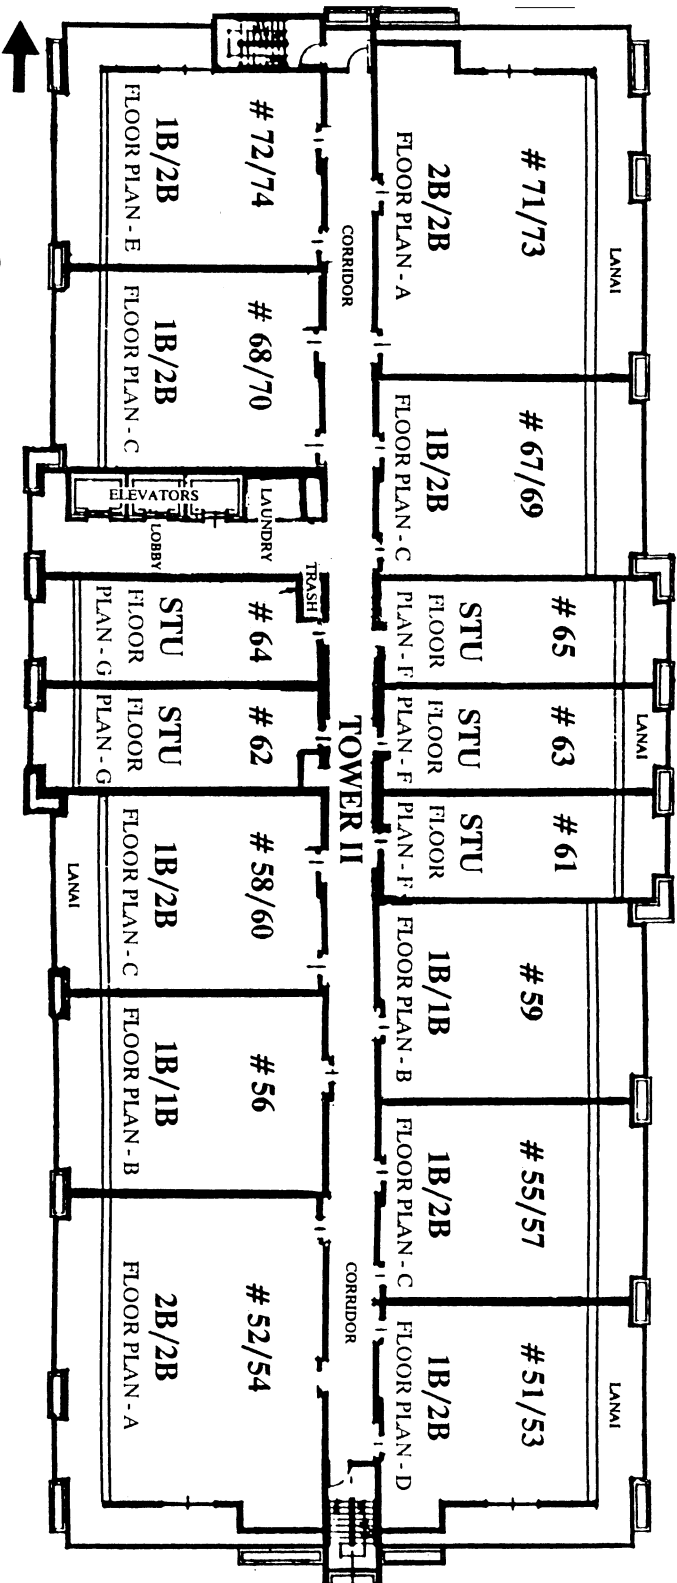 # 72/74
1B/2B
FLOOR PLAN - E
# 68/70
1B/2B
FLOOR PLAN - C
ELEVATORS
LOBBY
LAUNDRY
TRASH
# 64
STU
FLOOR
PLAN - G
# 62
STU
FLOOR
PLAN - G
# 58/60
1B/2B
FLOOR PLAN - C
LANAI
# 56
1B/1B
FLOOR PLAN - B
# 52/54
2B/2B
FLOOR PLAN - A
CORRIDOR
TOWER II
CORRIDOR
# 71/73
2B/2B
FLOOR PLAN - A
LANAI
# 67/69
1B/2B
FLOOR PLAN - C
# 65
STU
FLOOR
PLAN - F
# 63
STU
FLOOR
PLAN - F
LANAI
# 61
STU
FLOOR
PLAN - F
# 59
1B/1B
FLOOR PLAN - B
# 55/57
1B/2B
FLOOR PLAN - C
# 51/53
1B/2B
FLOOR PLAN - D
LANAI